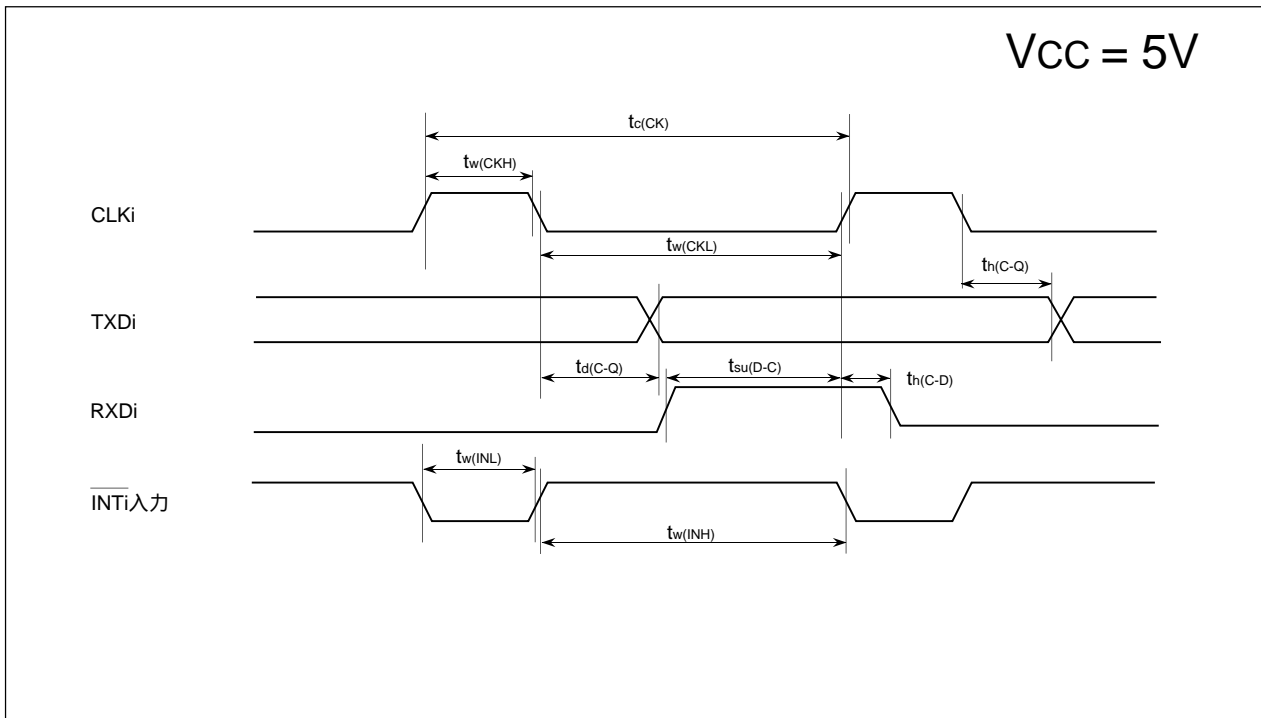 VCC = 5V
tc(CK)
tw(CKH)
CLKi
tw(CKL)
th(C-Q)
TXDi
td(C-Q)
tsu(D-C)
th(C-D)
RXDi
tw(INL)
INTi入力
tw(INH)